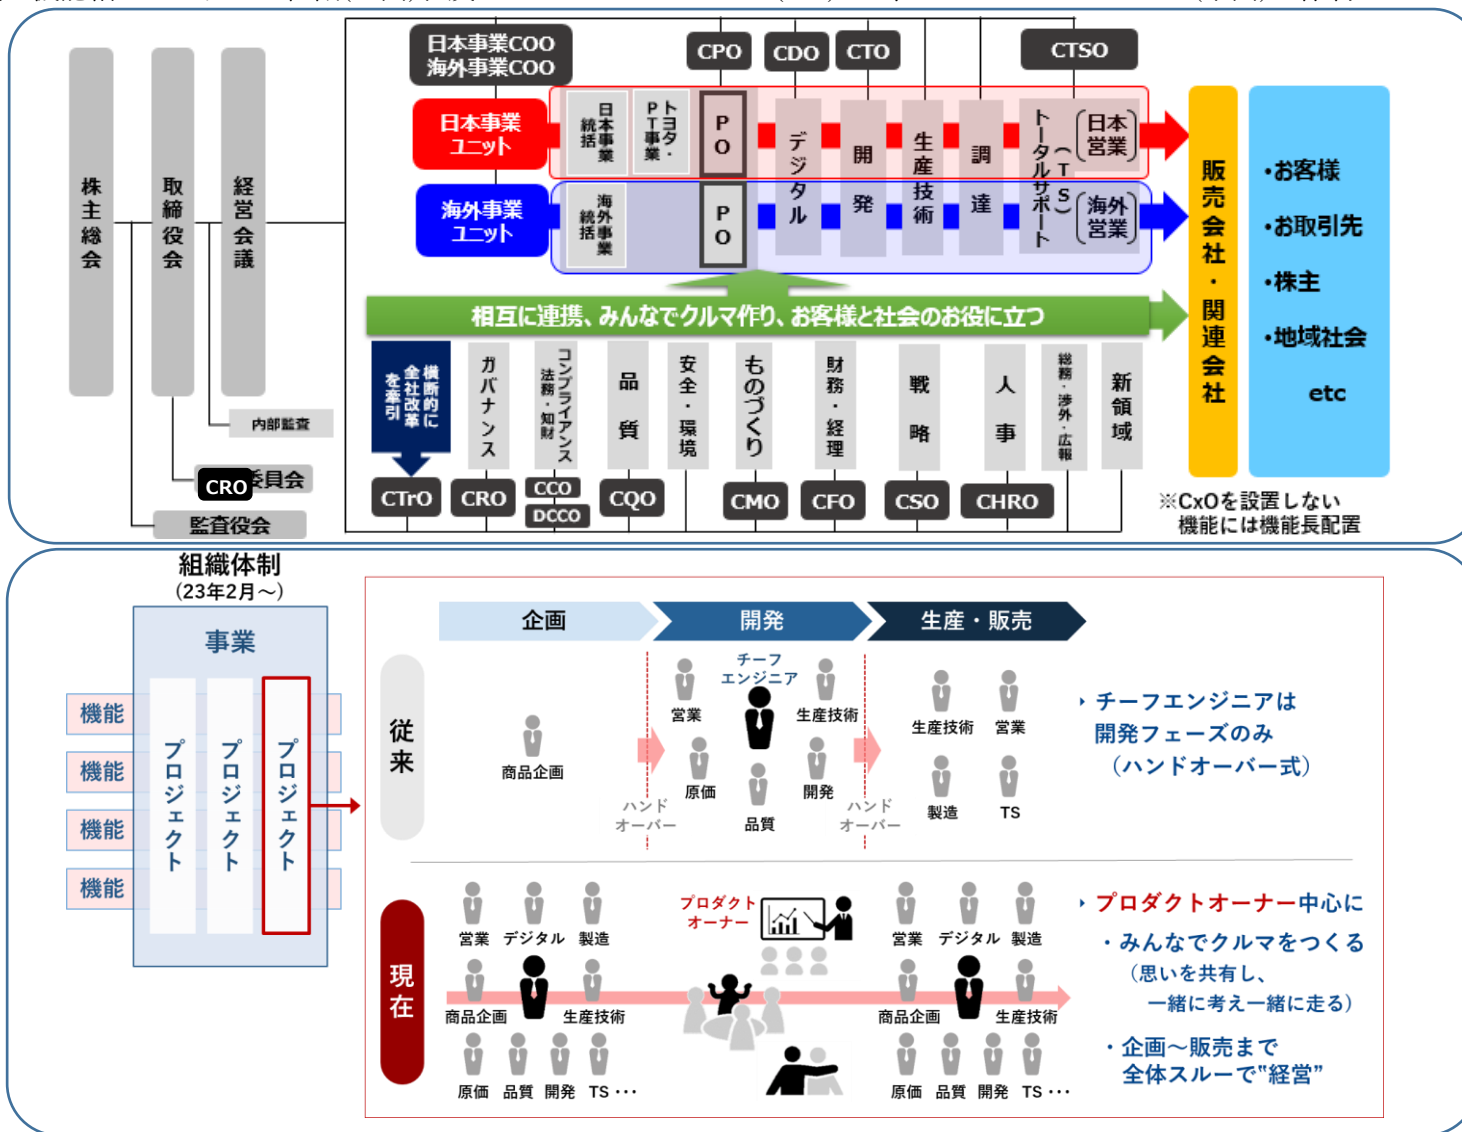 日本事業COO
海外事業COO
CPO
CDO
CTO
CTSO
株主総会
取締役会
経営会議
日本事業
ユニット
日本事業
統括
トヨタ・
PT事業
PO
デジタル
開発
生産技術
調達
トータルサポート
(TS)
日本
営業
海外事業
ユニット
海外事業
統括
PO
海外
営業
販売会社・関連会社
・お客様
・お取引先
・株主
・地域社会
etc
相互に連携、みんなでクルマ作り、お客様と社会のお役に立つ
横断的に
全社改革
を牽引
ガバナンス
コンプライアンス
法務・知財
品質
安全・環境
ものづくり
財務・経理
戦略
人事
総務・渉外・広報
新領域
内部監査
CRO
委員会
監査役会
CTrO
CRO
CCO
DCCO
CQO
CMO
CFO
CSO
CHRO
※CxOを設置しない
機能には機能長配置
組織体制
(23年2月~)
事業
機能
機能
機能
機能
プロジェクト
プロジェクト
プロジェクト
企画
開発
生産・販売
従来
商品企画
ハンド
オーバー
チーフ
エンジニア
営業
生産技術
原価
開発
品質
ハンド
オーバー
生産技術
営業
製造
TS
チーフエンジニアは
開発フェーズのみ
(ハンドオーバー式)
現在
営業
デジタル
製造
商品企画
生産技術
原価
品質
開発
TS・・・
プロダクト
オーナー
営業
デジタル
製造
商品企画
生産技術
原価
品質
開発
TS・・・
プロダクトオーナー中心に
・みんなでクルマをつくる
(思いを共有し、
一緒に考え一緒に走る)
・企画~販売まで
全体スルーで"経営"